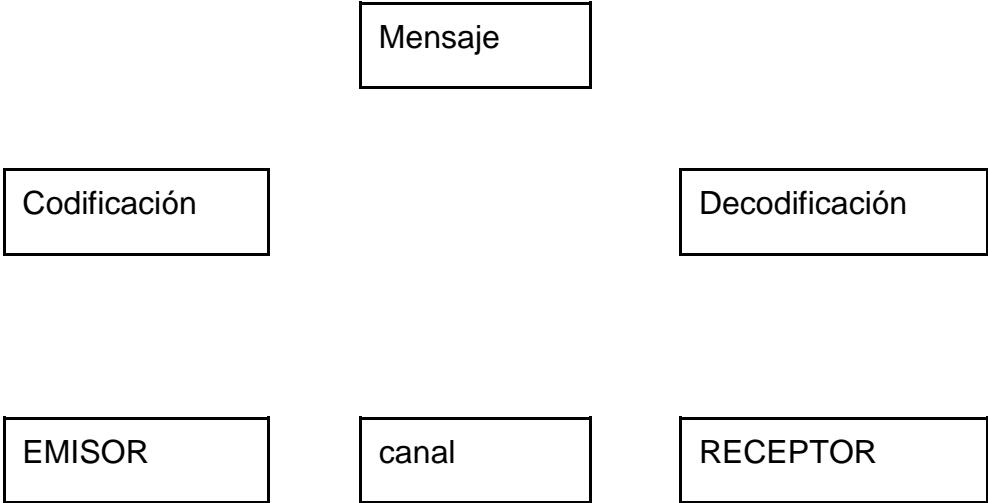 Mensaje
Codificación
Decodificación
EMISOR
canal
RECEPTOR